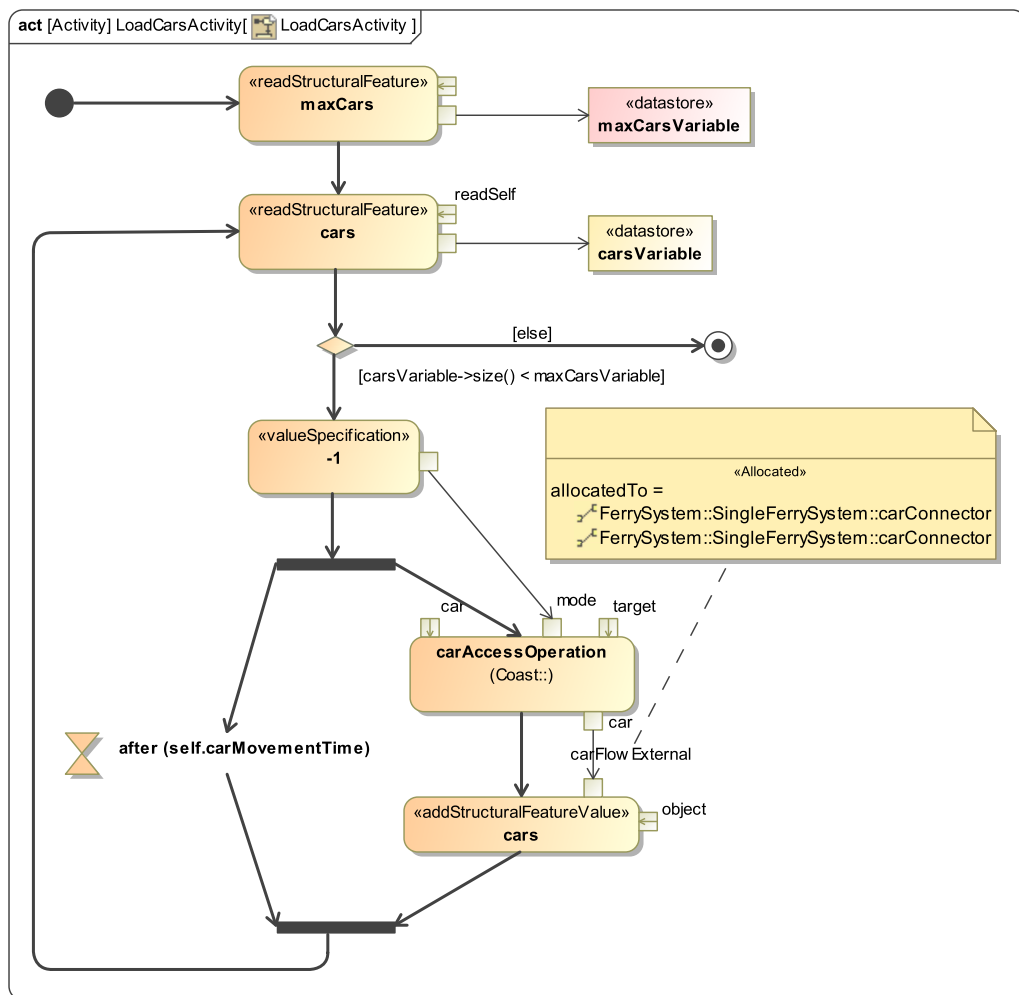 act [Activity] LoadCarsActivity[ LoadCarsActivity ]
«readStructuralFeature»
maxCars
«datastore»
maxCarsVariable
readSelf
«readStructuralFeature»
cars
«datastore»
carsVariable
[else]
[carsVariable->size() < maxCarsVariable]
«valueSpecification»
-1
«Allocated»
allocatedTo =
FerrySystem::SingleFerrySystem::carConnector
FerrySystem::SingleFerrySystem::carConnector
car
mode
target
carAccessOperation
(Coast::)
car
after (self.carMovementTime)
carFlow External
«addStructuralFeatureValue»
cars
object